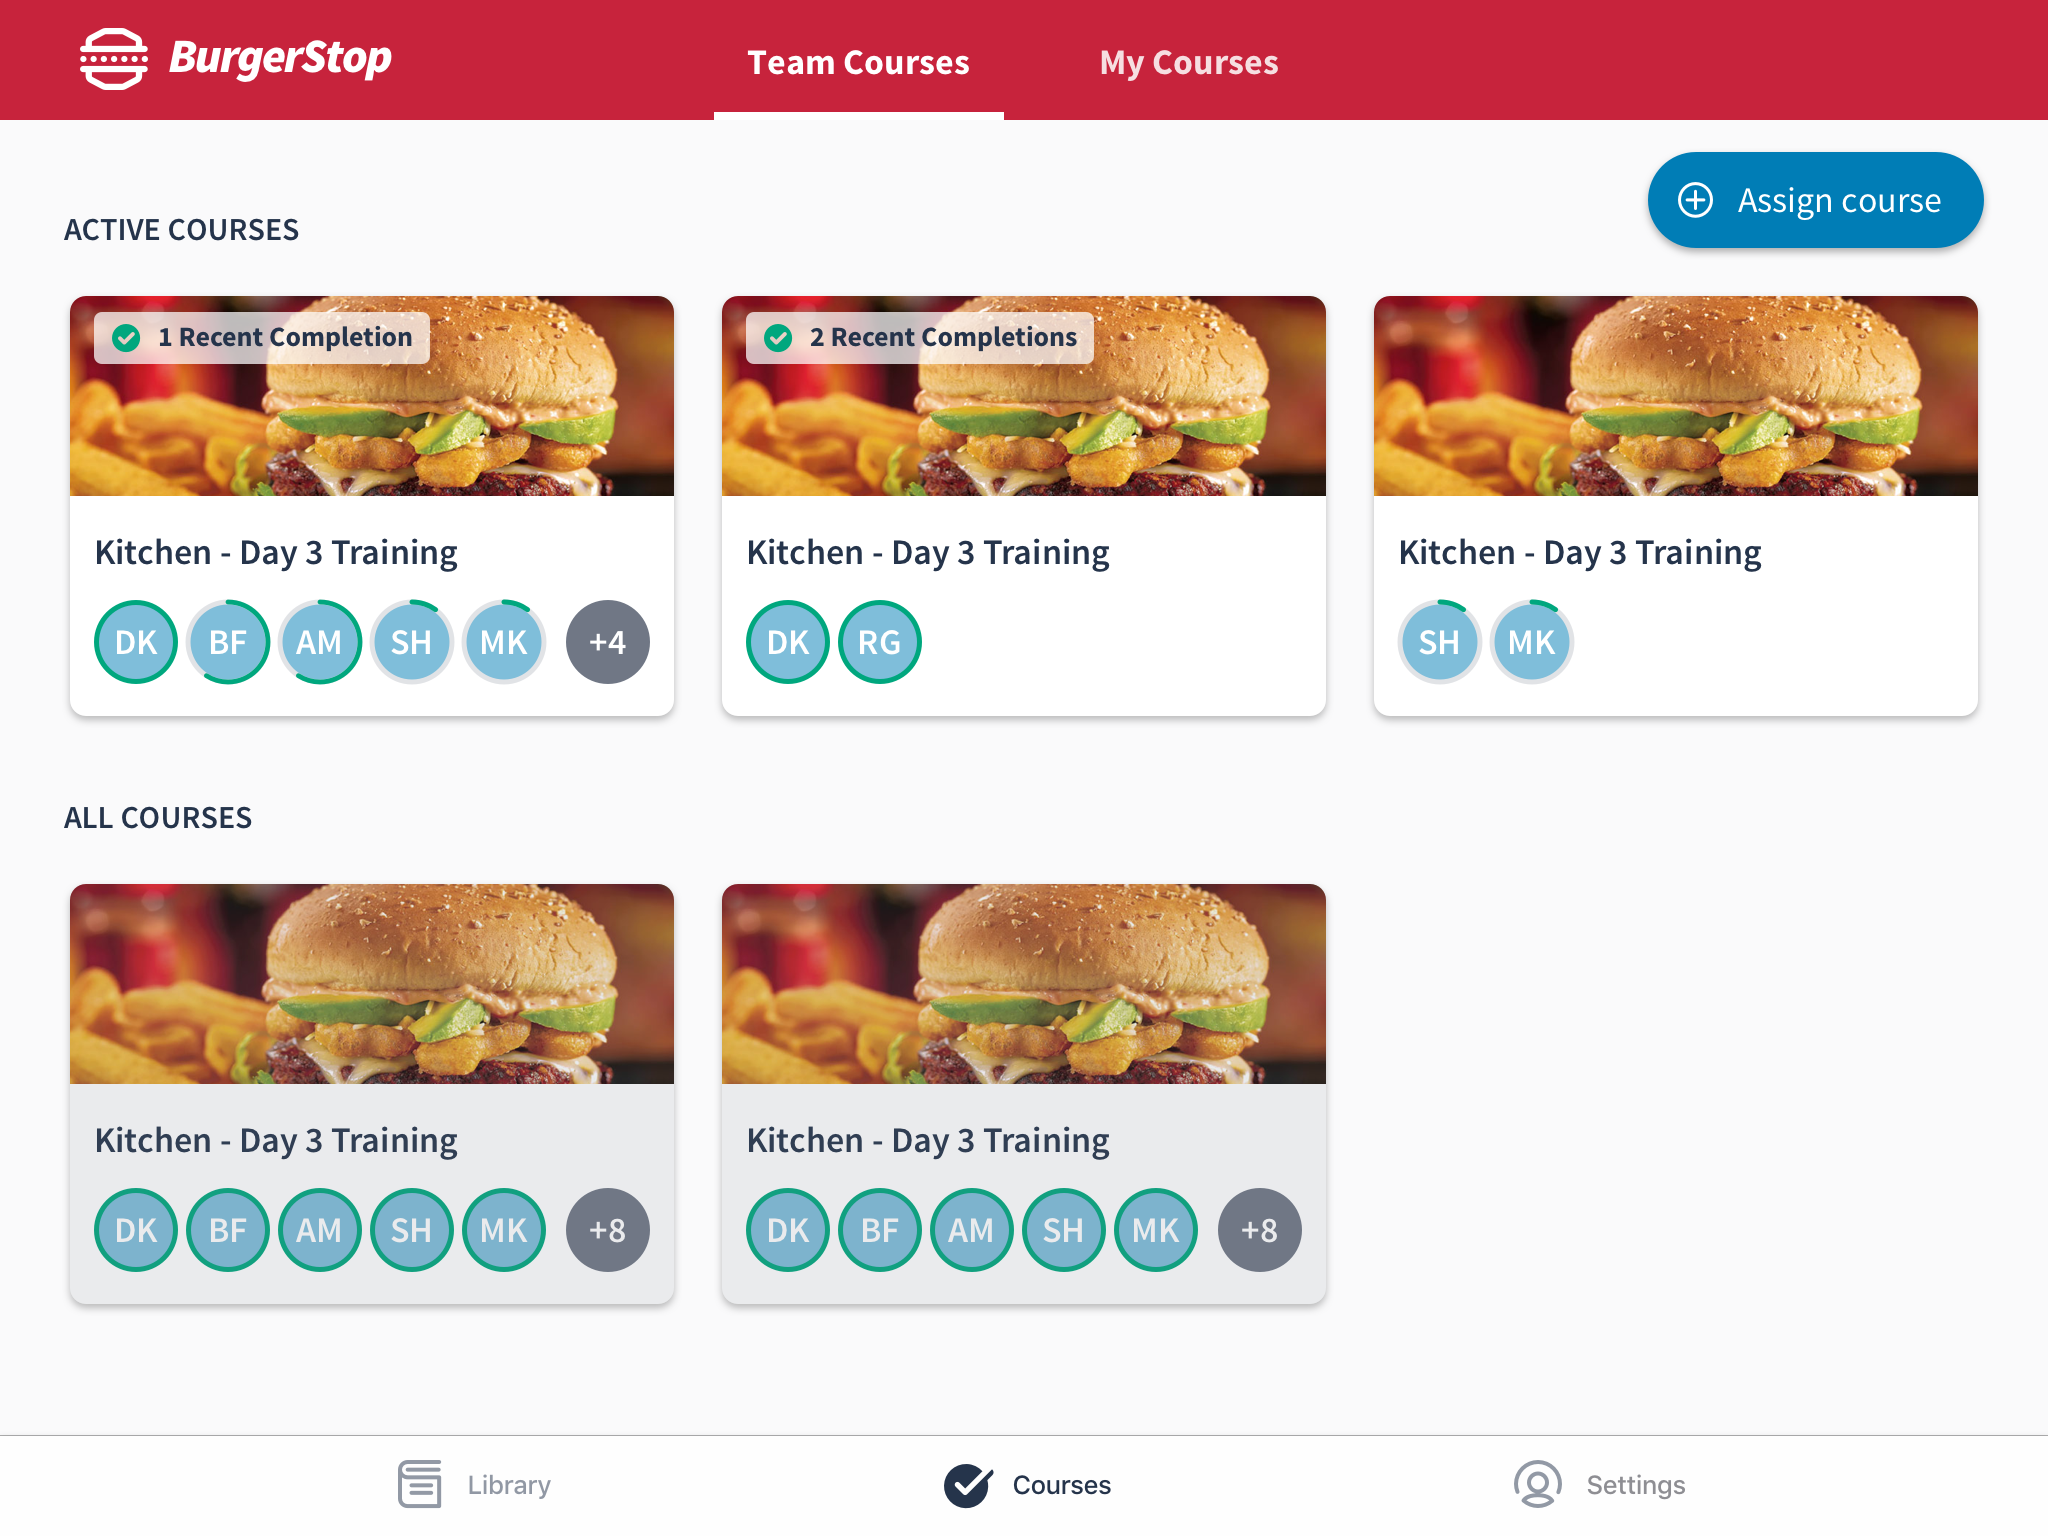 BurgerStop
Team Courses
My Courses
Assign course
ACTIVE COURSES
1 Recent Completion
2 Recent Completions
Kitchen - Day 3 Training
DK BF AM SH MK +4
Kitchen - Day 3 Training
DK RG
Kitchen - Day 3 Training
SH MK
ALL COURSES
Kitchen - Day 3 Training
DK BF AM SH MK +8
Kitchen - Day 3 Training
DK BF AM SH MK +8
Library
Courses
Settings